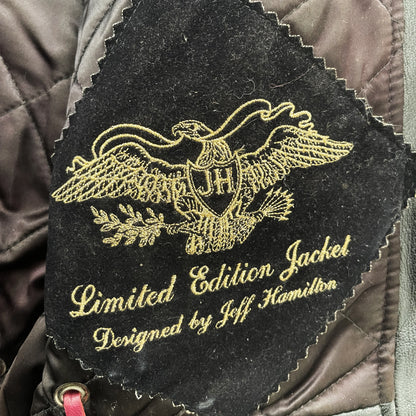 JH
Limited Edition Jacket
Designed by Jeff Hamilton